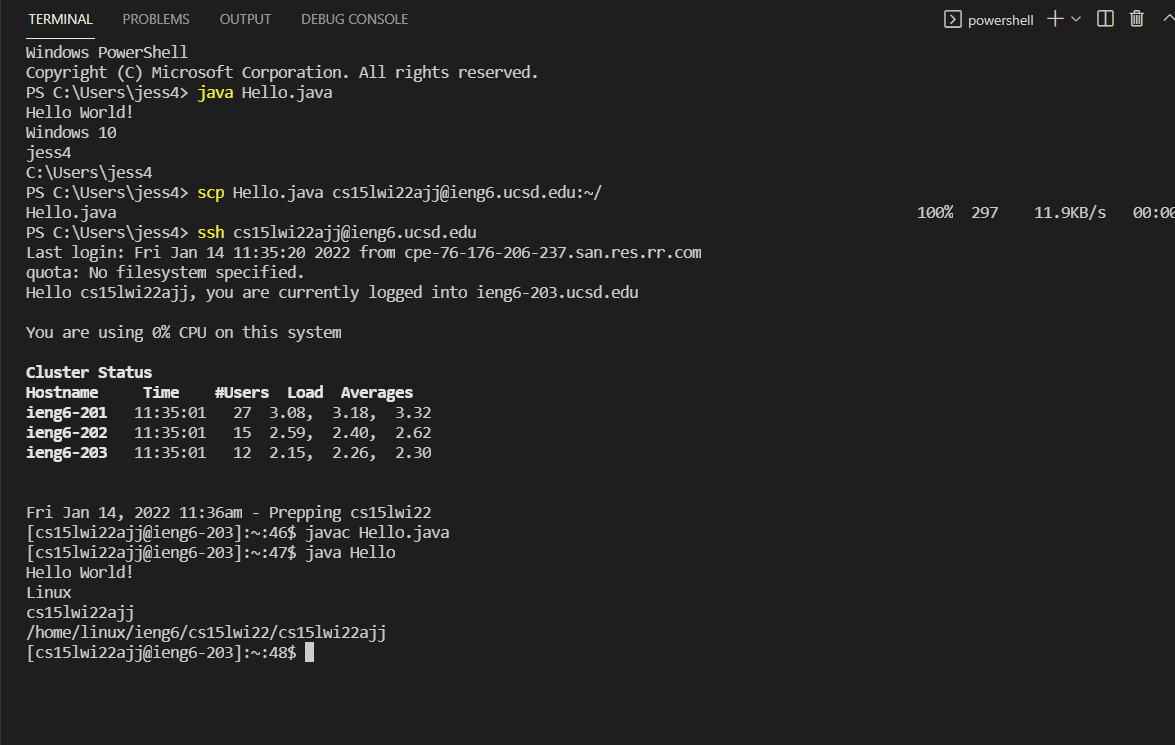 TERMINAL PROBLEMS OUTPUT DEBUG CONSOLE powershell
Windows PowerShell
Copyright (C) Microsoft Corporation. All rights reserved.
PS C:\Users\jess4> java Hello.java
Hello World!
Windows 10
jess4
C:\Users\jess4
PS C:\Users\jess4> scp Hello.java cs15lwi22ajj@ieng6.ucsd.edu:~/
Hello.java 100% 297 11.9KB/s 00:00
PS C:\Users\jess4> ssh cs15lwi22ajj@ieng6.ucsd.edu
Last login: Fri Jan 14 11:35:20 2022 from cpe-76-176-206-237.san.res.rr.com
quota: No filesystem specified.
Hello cs15lwi22ajj, you are currently logged into ieng6-203.ucsd.edu
You are using 0% CPU on this system
Cluster Status
Hostname Time #Users Load Averages
ieng6-201 11:35:01 27 3.08, 3.18, 3.32
ieng6-202 11:35:01 15 2.59, 2.40, 2.62
ieng6-203 11:35:01 12 2.15, 2.26, 2.30
Fri Jan 14, 2022 11:36am - Prepping cs15lwi22
[cs15lwi22ajj@ieng6-203]:~:46$ javac Hello.java
[cs15lwi22ajj@ieng6-203]:~:47$ java Hello
Hello World!
Linux
cs15lwi22ajj
/home/linux/ieng6/cs15lwi22/cs15lwi22ajj
[cs15lwi22ajj@ieng6-203]:~:48$